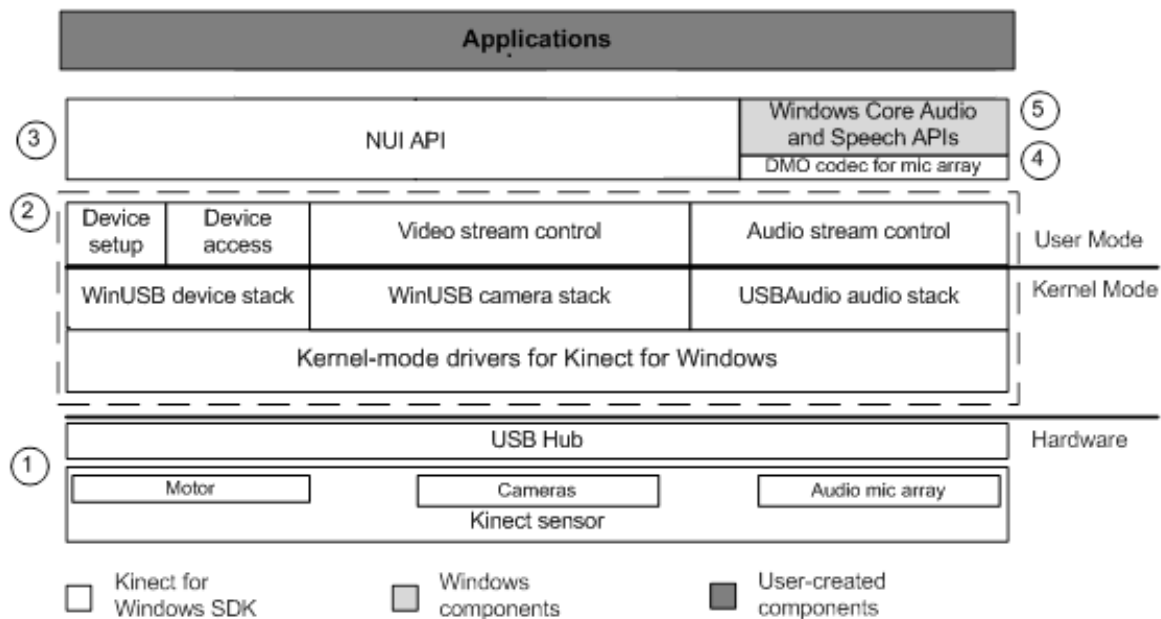 Applications
Windows Core Audio
and Speech APIs
5
3
NUI API
DMO codec for mic array
4
2
Device
setup
Device
access
Video stream control
Audio stream control
User Mode
WinUSB device stack
WinUSB camera stack
USBAudio audio stack
Kernel Mode
Kernel-mode drivers for Kinect for Windows
USB Hub
Hardware
1
Motor
Cameras
Audio mic array
Kinect sensor
Kinect for
Windows SDK
Windows
components
User-created
components